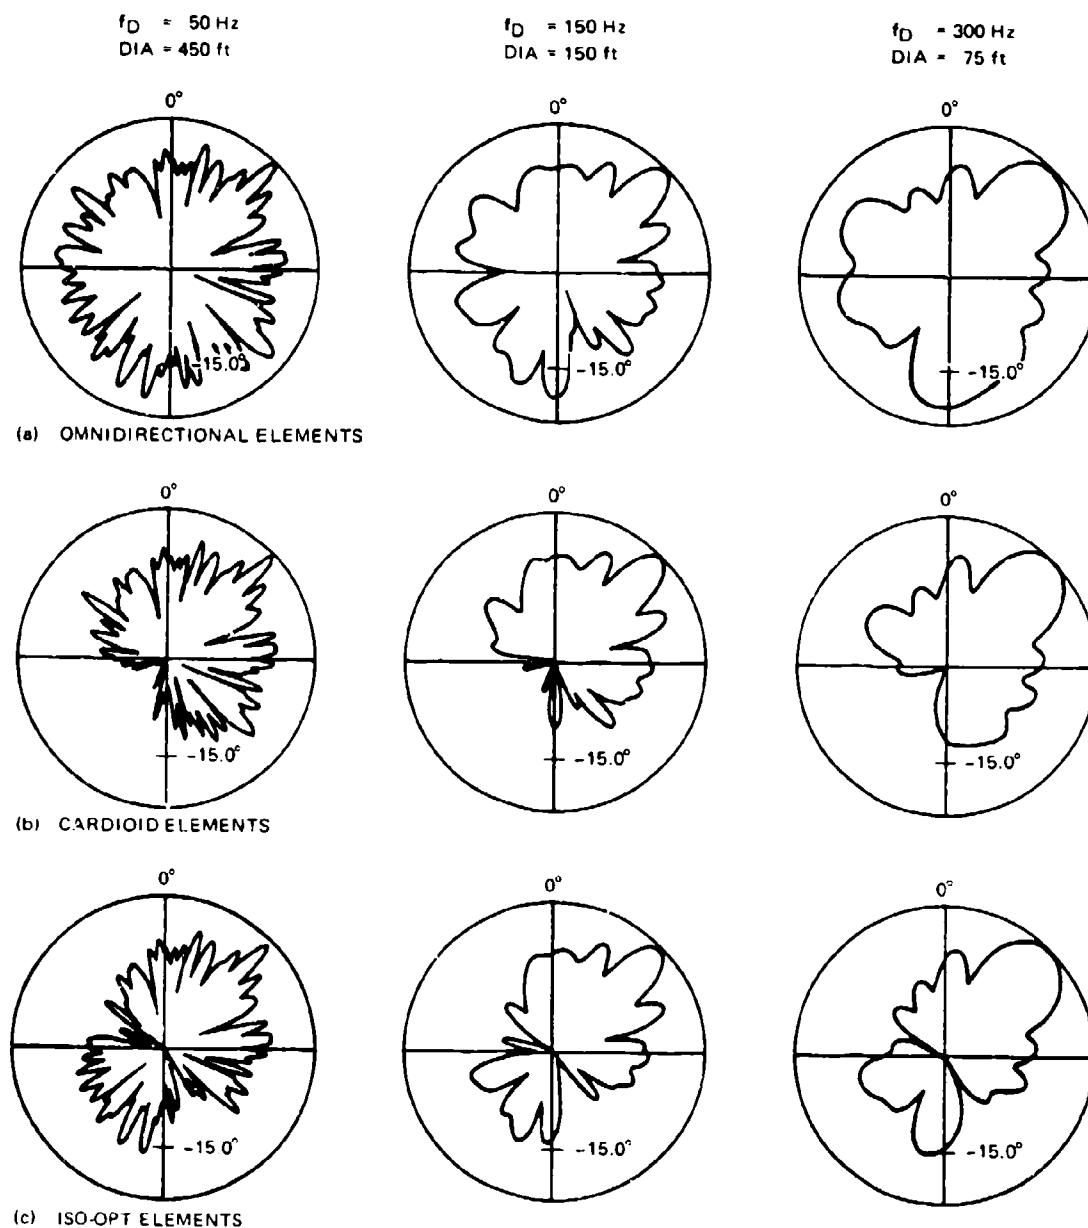 f_D = 50 Hz
DIA = 450 ft
f_D = 150 Hz
DIA = 150 ft
f_D = 300 Hz
DIA = 75 ft
0°
0°
0°
-15.0°
-15.0°
-15.0°
(a) OMNIDIRECTIONAL ELEMENTS
0°
0°
0°
-15.0°
-15.0°
-15.0°
(b) CARDIOID ELEMENTS
0°
0°
0°
-15.0°
-15.0°
-15.0°
(c) ISO-OPT ELEMENTS